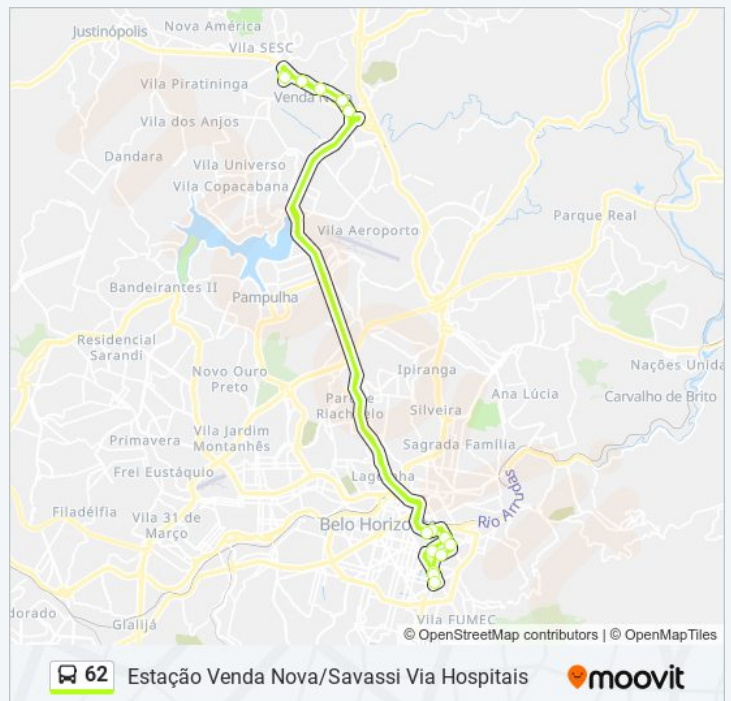 Nova América
Justinópolis
Vila SESC
Vila Piratininga
Venda Nova
Vila dos Anjos
Dandara
Vila Universo
Vila Copacabana
Parque Real
Vila Aeroporto
Bandeirantes II
Pampulha
Residencial
Sarandi
Novo Ouro
Preto
Ipiranga
Nações Unida
Parque
Riachuelo
Ana Lúcia
Carvalho de Brito
Silveira
Vila Jardim
Montanhês
Primavera
Sagrada Família
Frei Eustáquio
Lagoinha
Rio Arrudas
Filadélfia
Vila 31 de
Março
Belo Horizo
dorado
Glalijá
Vila FUMEC
© OpenStreetMap contributors | © OpenMapTiles
62 Estação Venda Nova/Savassi Via Hospitais
moovit